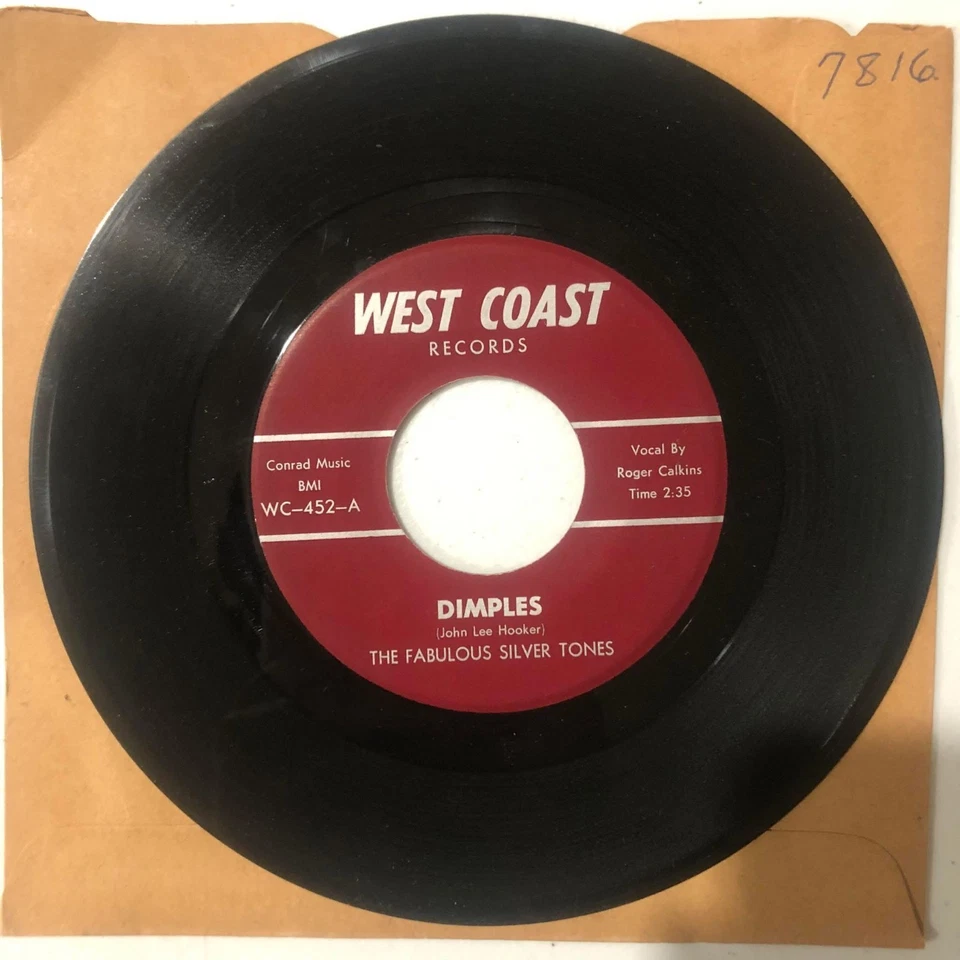 7816
WEST COAST
RECORDS
Conrad Music
BMI
WC–452–A
Vocal By
Roger Calkins
Time 2:35
DIMPLES
(John Lee Hooker)
THE FABULOUS SILVER TONES